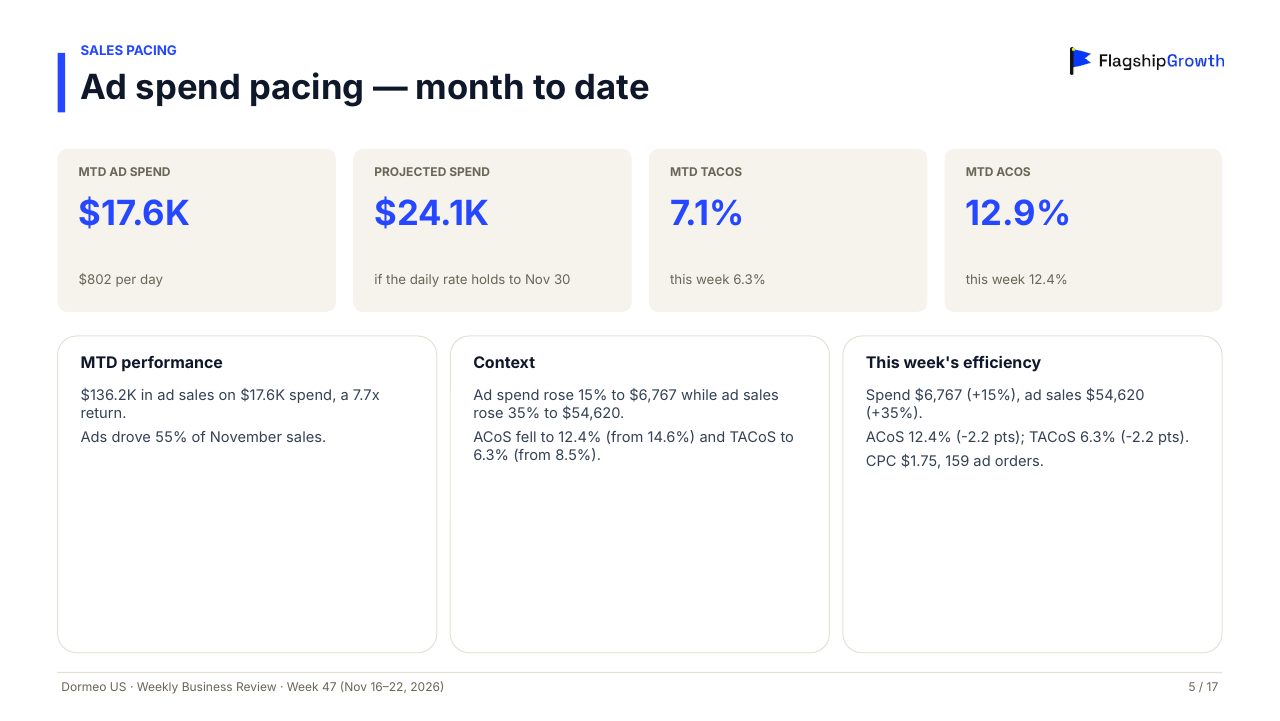 SALES PACING
Ad spend pacing — month to date
FlagshipGrowth
MTD AD SPEND
$17.6K
$802 per day
PROJECTED SPEND
$24.1K
if the daily rate holds to Nov 30
MTD TACOS
7.1%
this week 6.3%
MTD ACOS
12.9%
this week 12.4%
MTD performance
$136.2K in ad sales on $17.6K spend, a 7.7x
return.
Ads drove 55% of November sales.
Context
Ad spend rose 15% to $6,767 while ad sales
rose 35% to $54,620.
ACoS fell to 12.4% (from 14.6%) and TACoS to
6.3% (from 8.5%).
This week's efficiency
Spend $6,767 (+15%), ad sales $54,620
(+35%).
ACoS 12.4% (-2.2 pts); TACoS 6.3% (-2.2 pts).
CPC $1.75, 159 ad orders.
Dormeo US · Weekly Business Review · Week 47 (Nov 16–22, 2026)
5 / 17